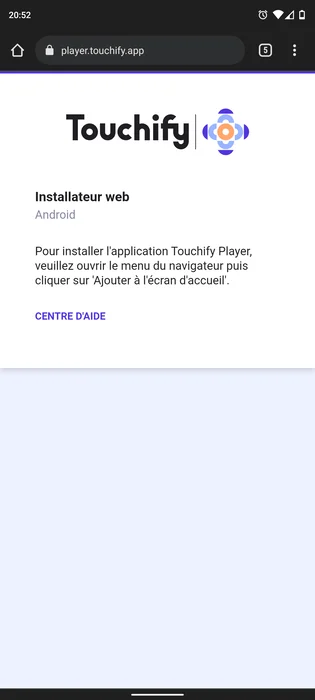 20:52
player.touchify.app
5
Touchify
Installateur web
Android
Pour installer l'application Touchify Player,
veuillez ouvrir le menu du navigateur puis
cliquer sur 'Ajouter à l'écran d'accueil'.
CENTRE D'AIDE